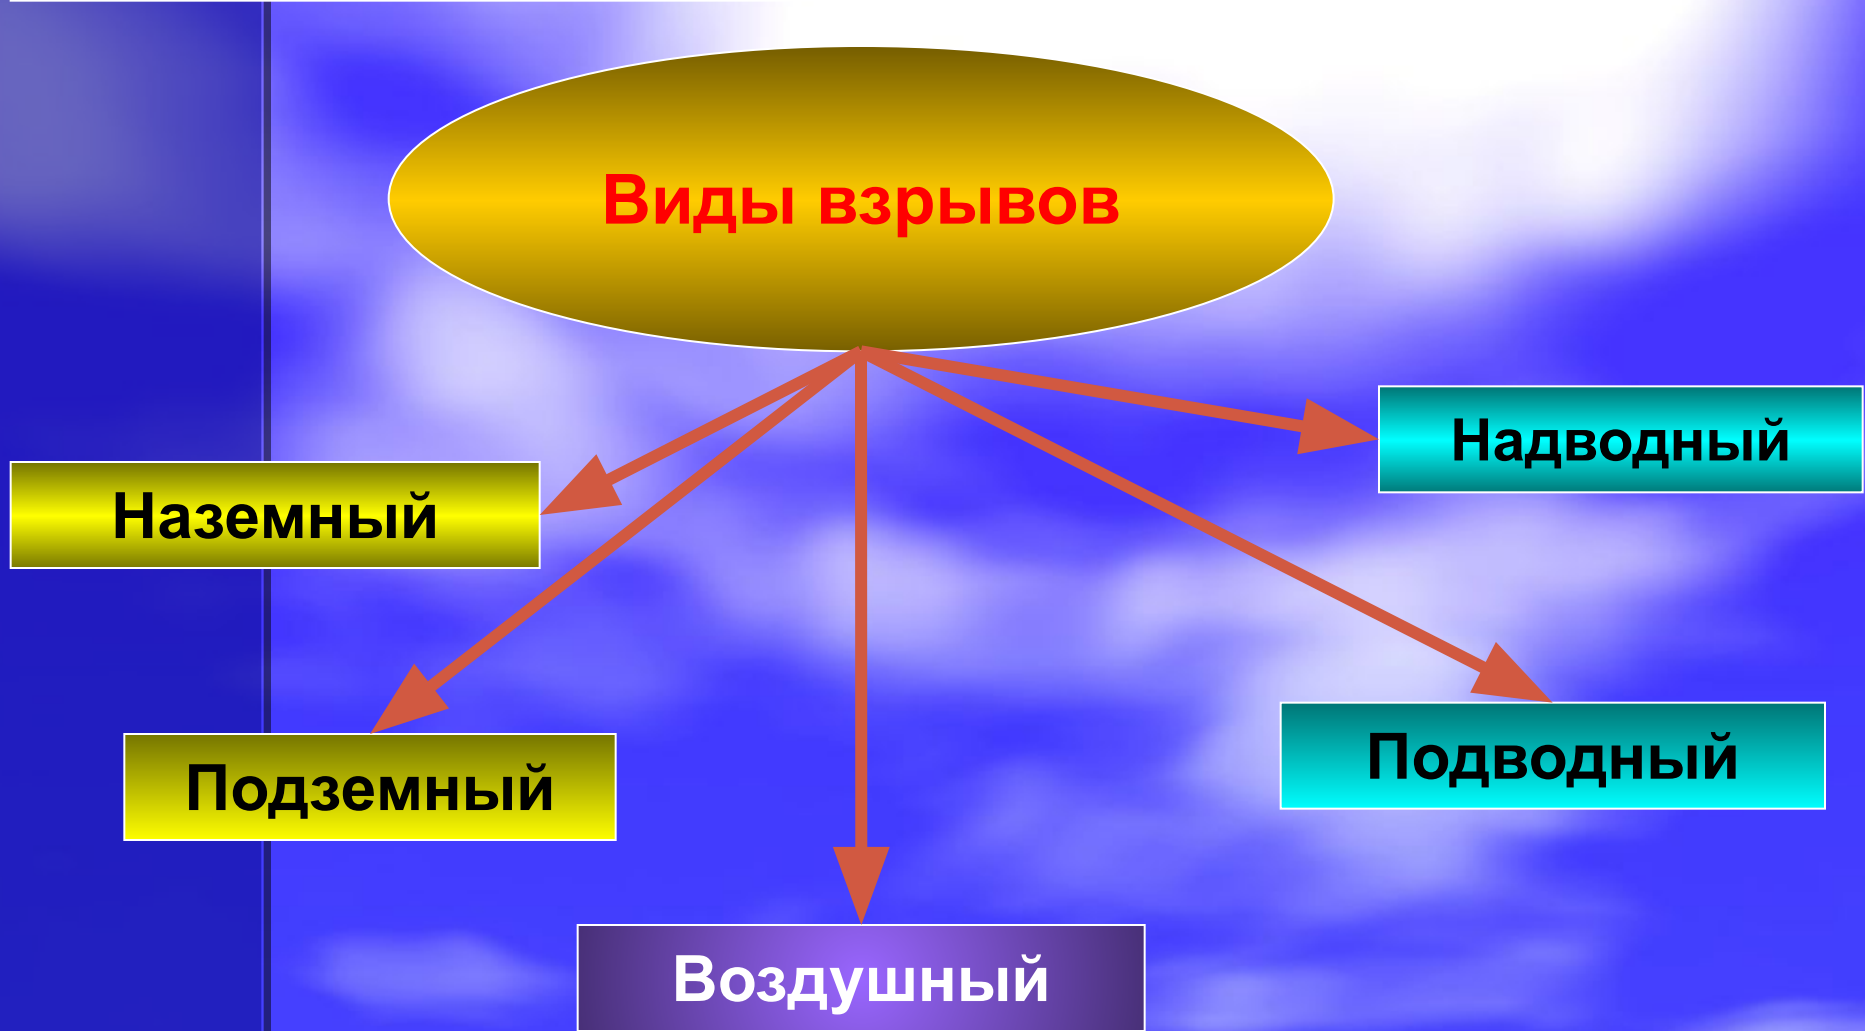 Виды взрывов
Надводный
Наземный
Подводный
Подземный
Воздушный